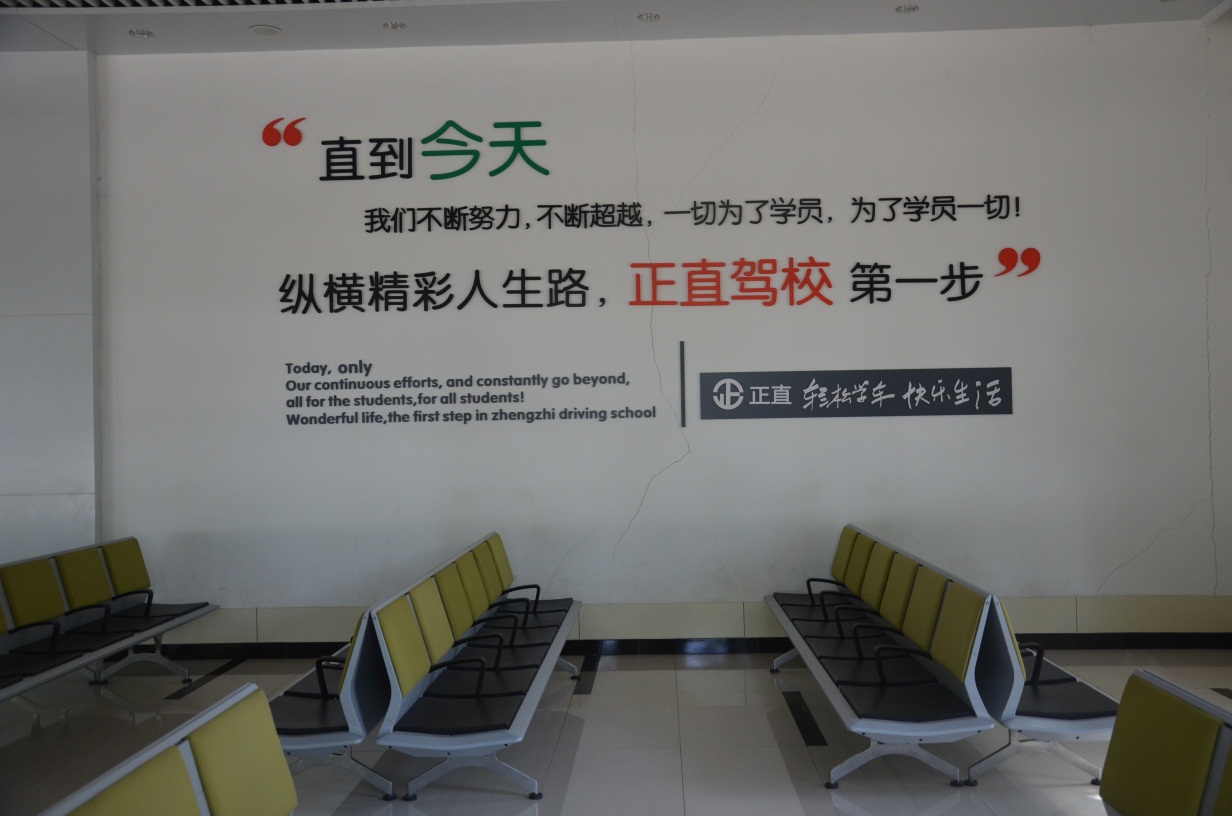 “直到今天
我们不断努力,不断超越,一切为了学员,为了学员一切!
纵横精彩人生路,正直驾校 第一步”
Today, only
Our continuous efforts, and constantly go beyond,
all for the students,for all students!
Wonderful life,the first step in zhengzhi driving school
正直 轻松学车 快乐生活